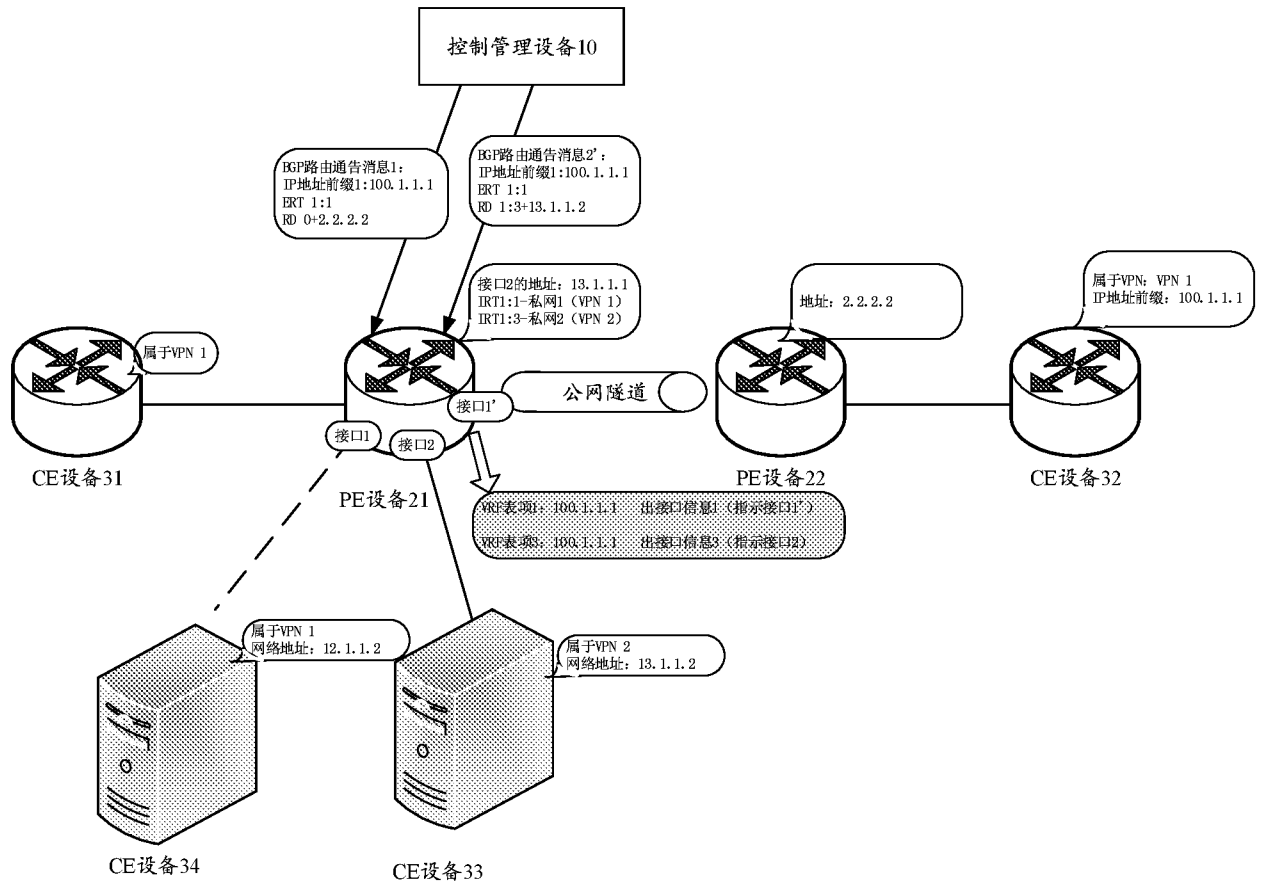 控制管理设备10
BGP路由通告消息1:
IP地址前缀1:100.1.1.1
ERT 1:1
RD 0+2.2.2.2
BGP路由通告消息2':
IP地址前缀1:100.1.1.1
ERT 1:1
RD 1:3+13.1.1.2
接口2的地址: 13.1.1.1
IRT1:1-私网1 (VPN 1)
IRT1:3-私网2 (VPN 2)
地址: 2.2.2.2
属于VPN: VPN 1
IP地址前缀: 100.1.1.1
属于VPN 1
公网隧道
接口1'
接口1
接口2
CE设备31
PE设备21
PE设备22
CE设备32
VRF表项1: 100.1.1.1 出接口信息1 (指示接口1')
VRF表项3: 100.1.1.1 出接口信息3 (指示接口2)
属于VPN 1
网络地址: 12.1.1.2
属于VPN 2
网络地址: 13.1.1.2
CE设备34
CE设备33